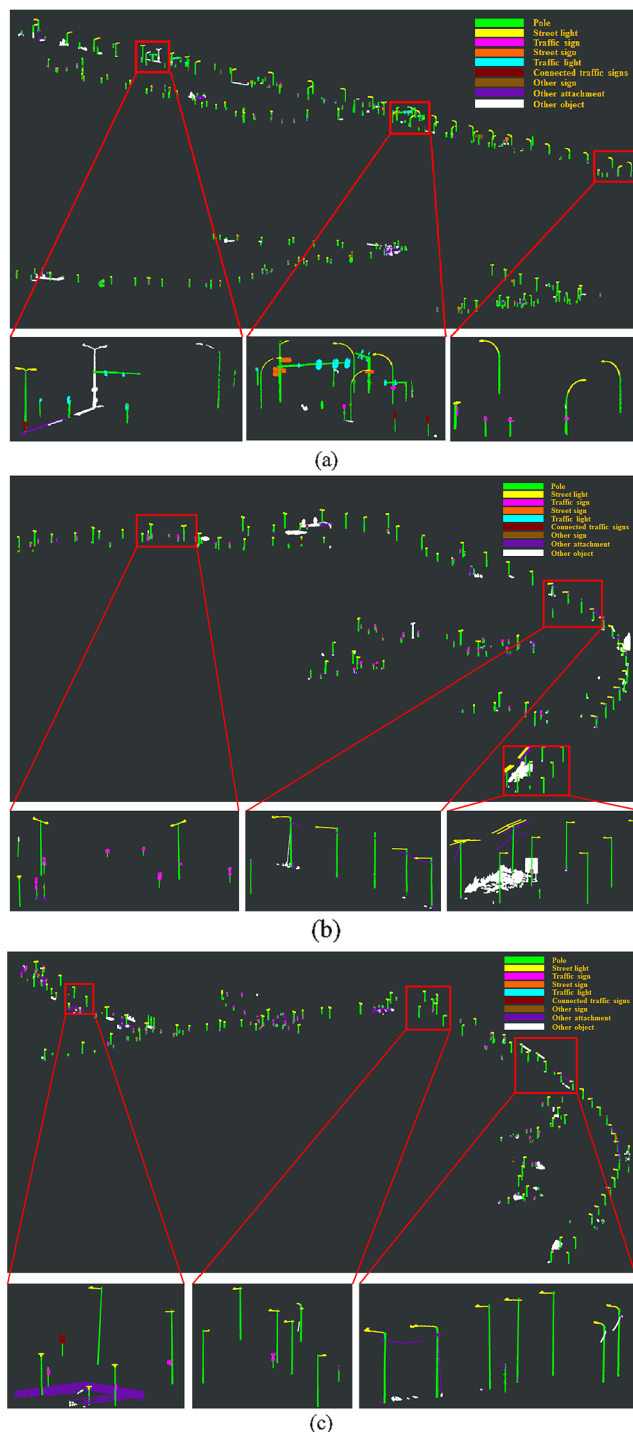 Pole
Street light
Traffic sign
Street sign
Traffic light
Connected traffic signs
Other sign
Other attachment
Other object
(a)
Pole
Street light
Traffic sign
Street sign
Traffic light
Connected traffic signs
Other sign
Other attachment
Other object
(b)
Pole
Street light
Traffic sign
Street sign
Traffic light
Connected traffic signs
Other sign
Other attachment
Other object
(c)